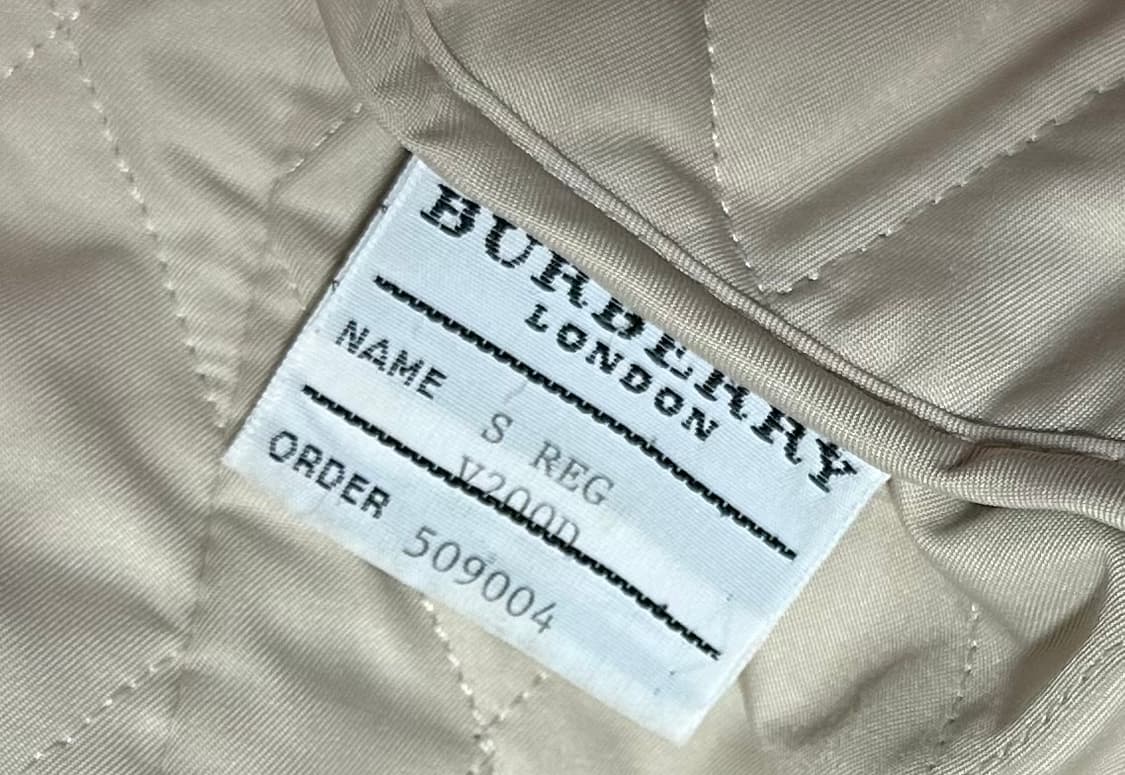 BURBERRY
LONDON
NAME S REG
V200D
ORDER 509004